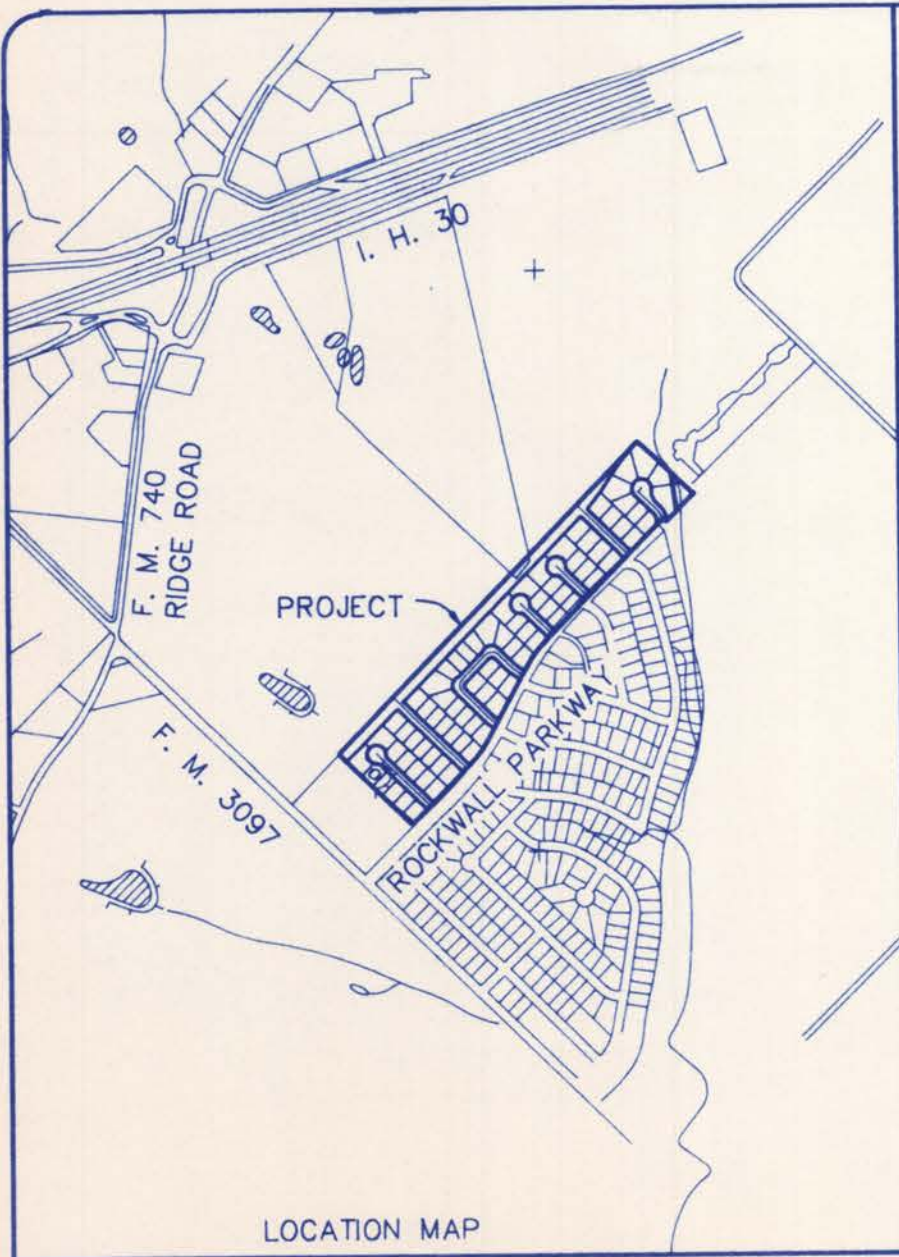 I. H. 30
F. M. 740
RIDGE ROAD
PROJECT
F. M. 3097
ROCKWALL PARKWAY
LOCATION MAP